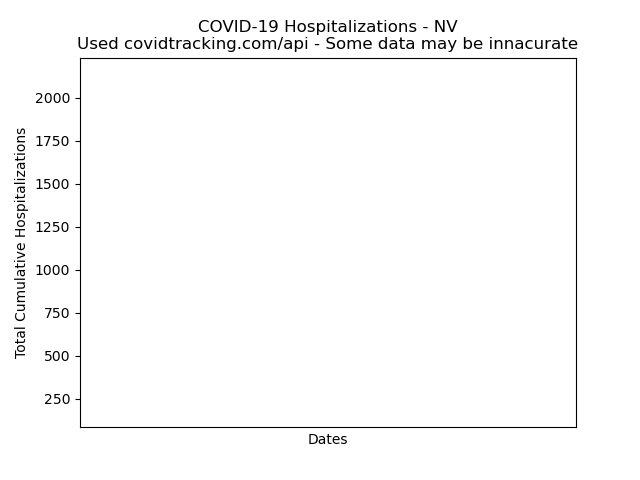 COVID-19 Hospitalizations - NV
Used covidtracking.com/api - Some data may be innacurate
2000
1750
1500
1250
1000
750
500
250
Total Cumulative Hospitalizations
Dates